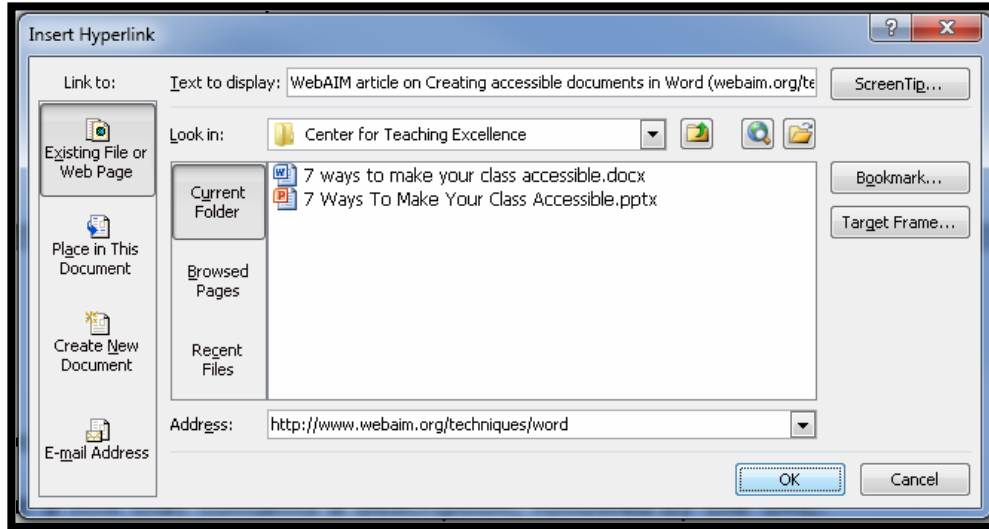 Insert Hyperlink
Link to:
Text to display: WebAIM article on Creating accessible documents in Word (webaim.org/te
ScreenTip...
Existing File or
Web Page
Place in This
Document
Create New
Document
E-mail Address
Look in: Center for Teaching Excellence
Current
Folder
Browsed
Pages
Recent
Files
7 ways to make your class accessible.docx
7 Ways To Make Your Class Accessible.pptx
Bookmark...
Target Frame...
Address: http://www.webaim.org/techniques/word
OK
Cancel